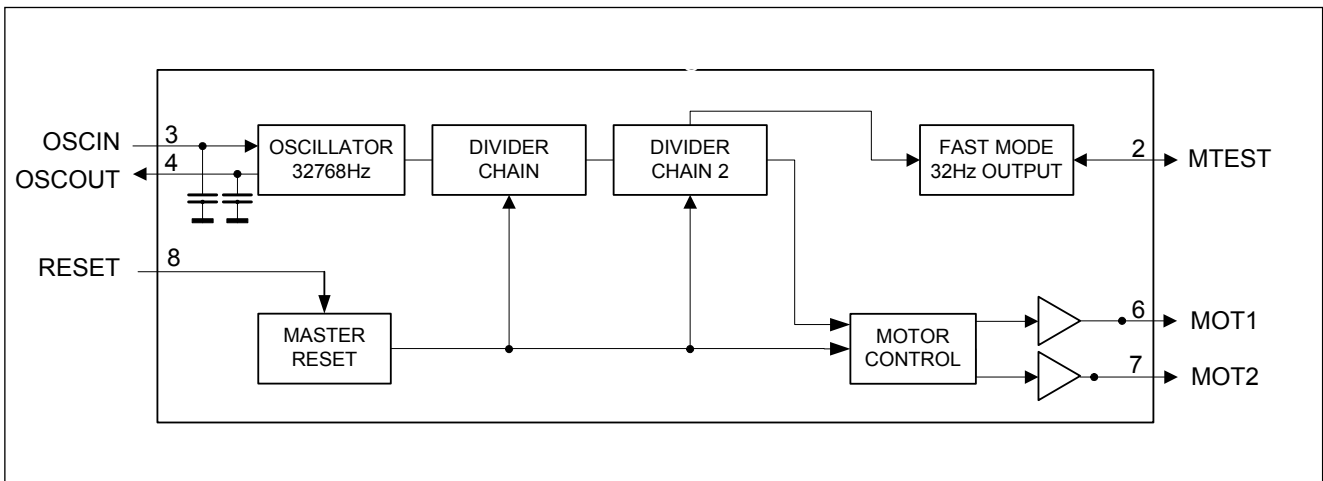 OSCIN
3
OSCOUT
4
OSCILLATOR
32768Hz
DIVIDER
CHAIN
DIVIDER
CHAIN 2
FAST MODE
32Hz OUTPUT
2
MTEST
RESET
8
MASTER
RESET
MOTOR
CONTROL
6
MOT1
7
MOT2